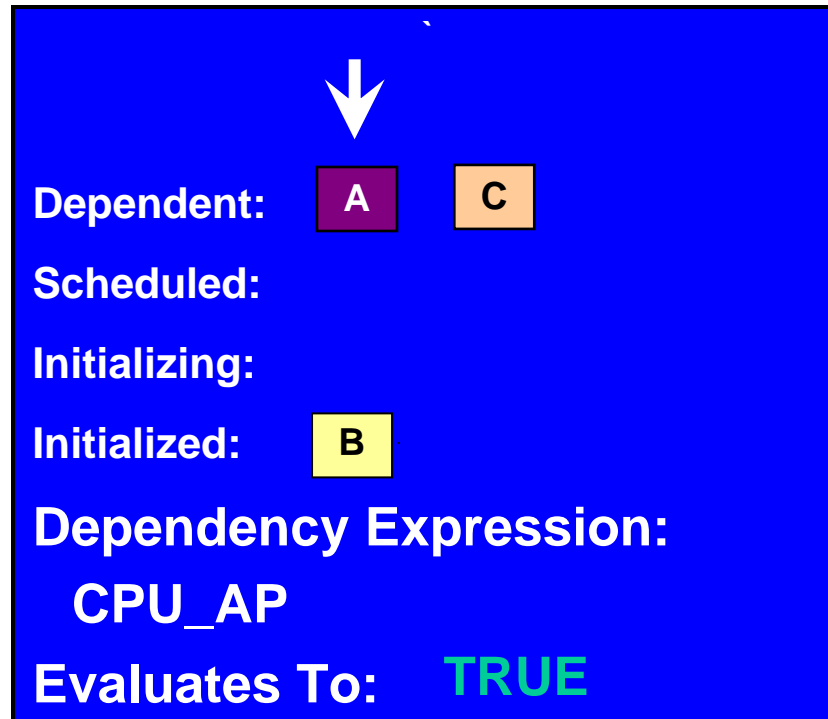 `
Dependent: A C
Scheduled:
Initializing:
Initialized: B
Dependency Expression:
CPU_AP
Evaluates To: TRUE